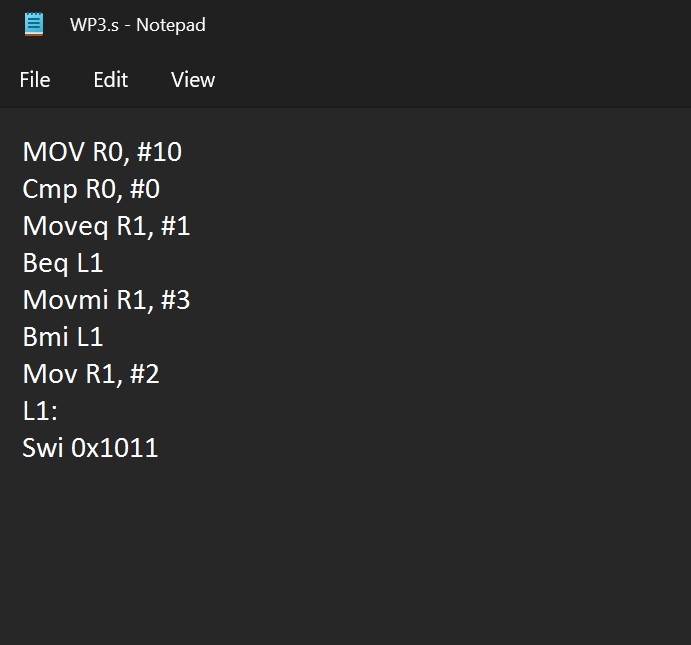 WP3.s - Notepad
File Edit View
MOV R0, #10
Cmp R0, #0
Moveq R1, #1
Beq L1
Movmi R1, #3
Bmi L1
Mov R1, #2
L1:
Swi 0x1011